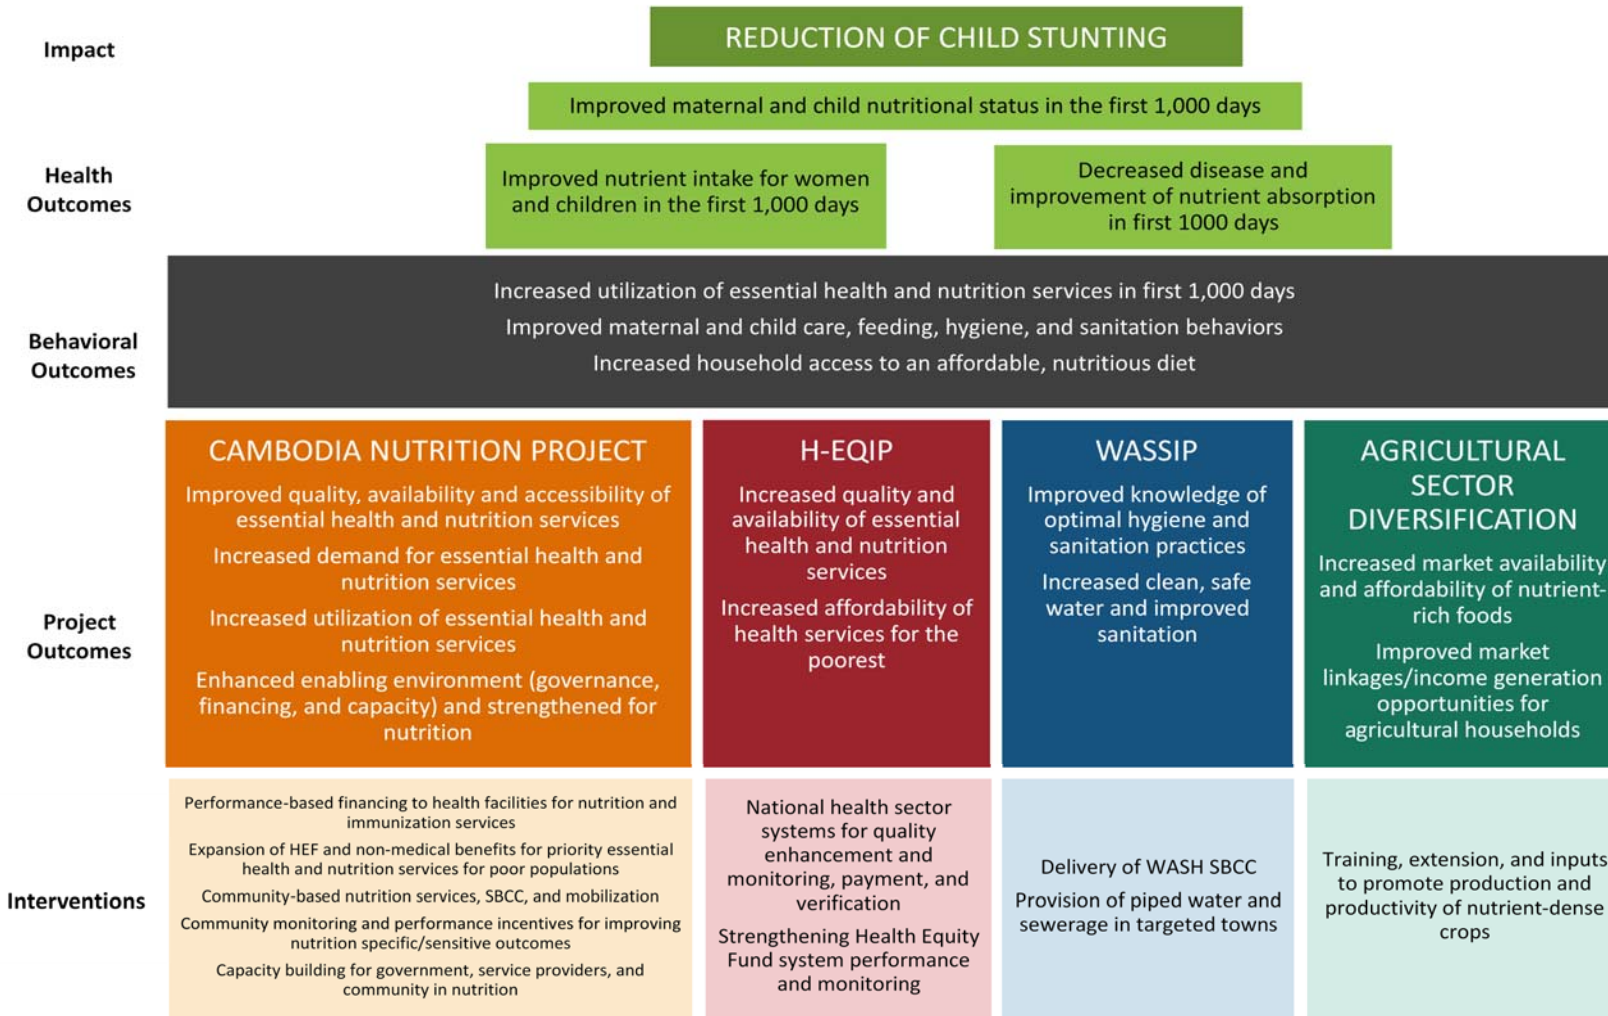 Impact
REDUCTION OF CHILD STUNTING
Improved maternal and child nutritional status in the first 1,000 days
Health
Outcomes
Improved nutrient intake for women
and children in the first 1,000 days
Decreased disease and
improvement of nutrient absorption
in first 1000 days
Behavioral
Outcomes
Increased utilization of essential health and nutrition services in first 1,000 days
Improved maternal and child care, feeding, hygiene, and sanitation behaviors
Increased household access to an affordable, nutritious diet
Project
Outcomes
CAMBODIA NUTRITION PROJECT
Improved quality, availability and accessibility of
essential health and nutrition services
Increased demand for essential health and
nutrition services
Increased utilization of essential health and
nutrition services
Enhanced enabling environment (governance,
financing, and capacity) and strengthened for
nutrition
H-EQIP
Increased quality and
availability of essential
health and nutrition
services
Increased affordability of
health services for the
poorest
WASSIP
Improved knowledge of
optimal hygiene and
sanitation practices
Increased clean, safe
water and improved
sanitation
AGRICULTURAL
SECTOR
DIVERSIFICATION
Increased market availability
and affordability of nutrient-
rich foods
Improved market
linkages/income generation
opportunities for
agricultural households
Interventions
Performance-based financing to health facilities for nutrition and
immunization services
Expansion of HEF and non-medical benefits for priority essential
health and nutrition services for poor populations
Community-based nutrition services, SBCC, and mobilization
Community monitoring and performance incentives for improving
nutrition specific/sensitive outcomes
Capacity building for government, service providers, and
community in nutrition
National health sector
systems for quality
enhancement and
monitoring, payment, and
verification
Strengthening Health Equity
Fund system performance
and monitoring
Delivery of WASH SBCC
Provision of piped water and
sewerage in targeted towns
Training, extension, and inputs
to promote production and
productivity of nutrient-dense
crops